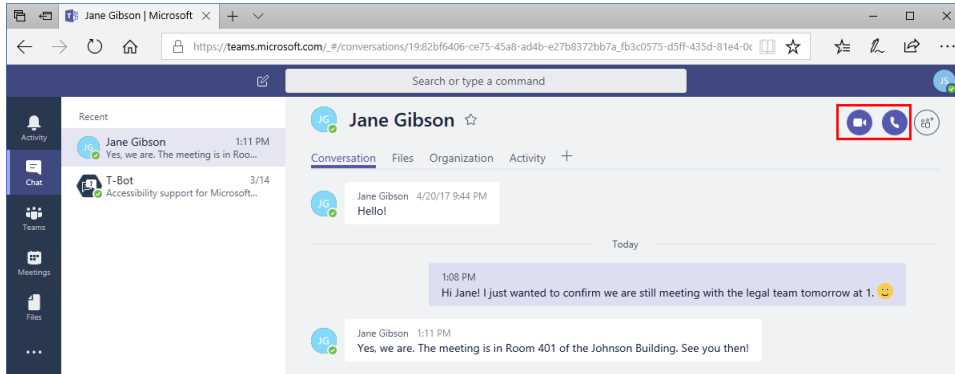 Jane Gibson | Microsoft
https://teams.microsoft.com/_#/conversations/19:82bf6406-ce75-45a8-ad4b-e27b8372bb7a_fb3c0575-d5ff-435d-81e4-0c
Search or type a command
JS
Activity
Chat
Teams
Meetings
Files
Recent
JG
Jane Gibson 1:11 PM
Yes, we are. The meeting is in Roo...
T-Bot 3/14
Accessibility support for Microsoft...
JG
Jane Gibson
Conversation Files Organization Activity
JG
Jane Gibson 4/20/17 9:44 PM
Hello!
Today
1:08 PM
Hi Jane! I just wanted to confirm we are still meeting with the legal team tomorrow at 1.
JG
Jane Gibson 1:11 PM
Yes, we are. The meeting is in Room 401 of the Johnson Building. See you then!